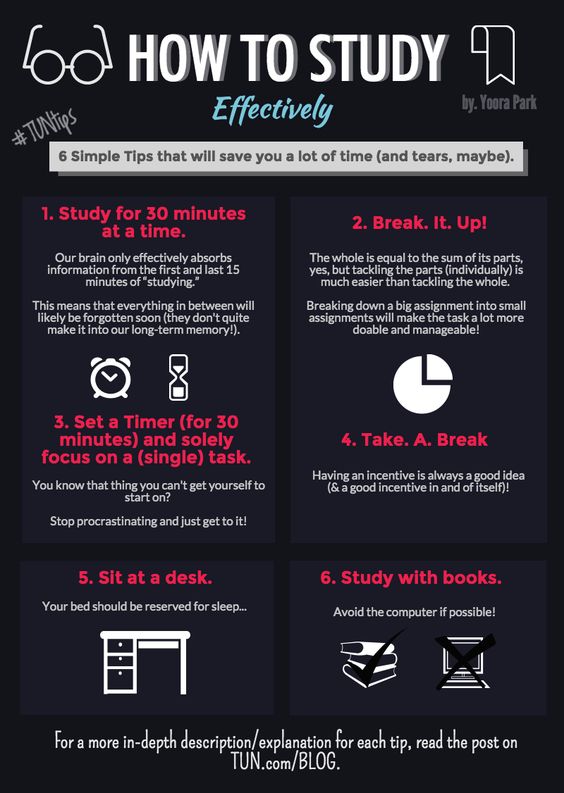 HOW TO STUDY
Effectively
by. Yoora Park
#TUNtips
6 Simple Tips that will save you a lot of time (and tears, maybe).
1. Study for 30 minutes
at a time.
Our brain only effectively absorbs
information from the first and last 15
minutes of “studying.”
This means that everything in between will
likely be forgotten soon (they don't quite
make it into our long-term memory!).
2. Break. It. Up!
The whole is equal to the sum of its parts,
yes, but tackling the parts (individually) is
much easier than tackling the whole.
Breaking down a big assignment into small
assignments will make the task a lot more
doable and manageable!
3. Set a Timer (for 30
minutes) and solely
focus on a (single) task.
You know that thing you can't get yourself to
start on?
Stop procrastinating and just get to it!
4. Take. A. Break
Having an incentive is always a good idea
(& a good incentive in and of itself)!
5. Sit at a desk.
Your bed should be reserved for sleep...
6. Study with books.
Avoid the computer if possible!
For a more in-depth description/explanation for each tip, read the post on
TUN.com/BLOG.